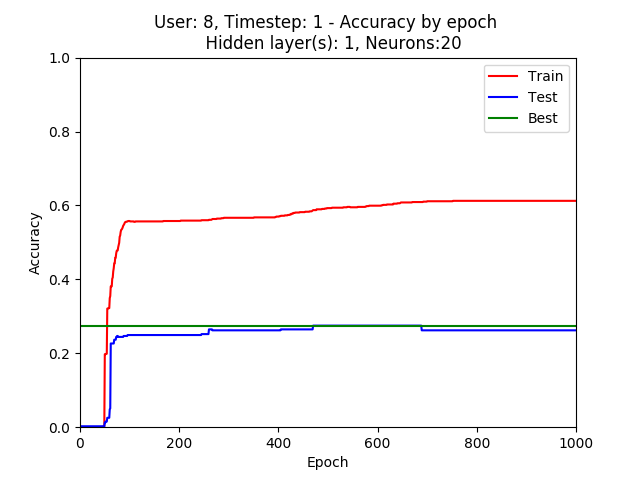 User: 8, Timestep: 1 - Accuracy by epoch
Hidden layer(s): 1, Neurons:20
1.0
Train
Test
Best
0.8
0.6
Accuracy
0.4
0.2
0.0
0 200 400 600 800 1000
Epoch